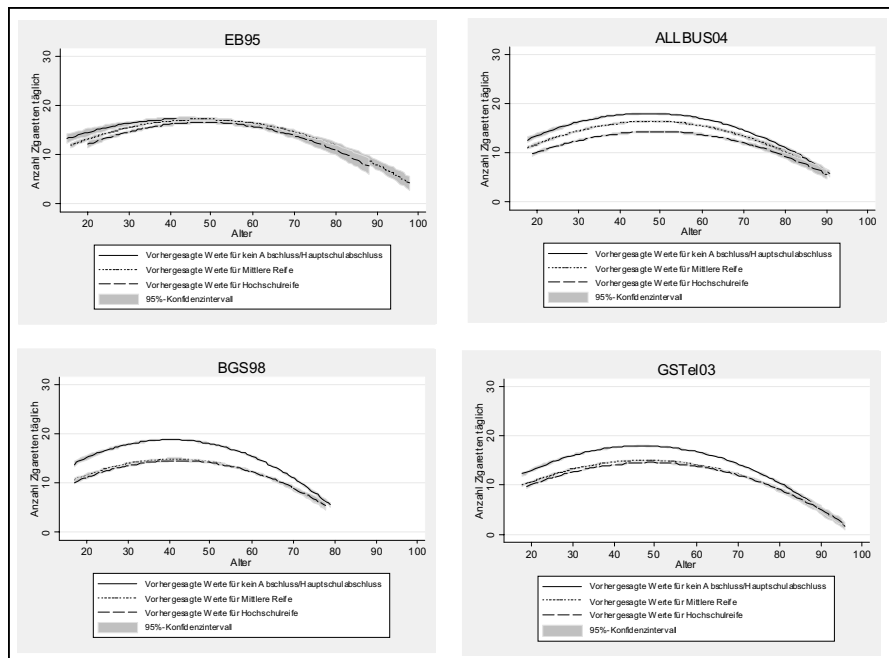 EB95
Anzahl Zigaretten täglich
30
20
10
0
20 30 40 50 60 70 80 90 100
Alter
Vorhergesagte Werte für kein Abschluss/Hauptschulabschluss
Vorhergesagte Werte für Mittlere Reife
Vorhergesagte Werte für Hochschulreife
95%-Konfidenzintervall
ALLBUS04
Anzahl Zigaretten täglich
30
20
10
0
20 30 40 50 60 70 80 90 100
Alter
Vorhergesagte Werte für kein Abschluss/Hauptschulabschluss
Vorhergesagte Werte für Mittlere Reife
Vorhergesagte Werte für Hochschulreife
95%-Konfidenzintervall
BGS98
Anzahl Zigaretten täglich
30
20
10
0
20 30 40 50 60 70 80 90 100
Alter
Vorhergesagte Werte für kein Abschluss/Hauptschulabschluss
Vorhergesagte Werte für Mittlere Reife
Vorhergesagte Werte für Hochschulreife
95%-Konfidenzintervall
GSTel03
Anzahl Zigaretten täglich
30
20
10
0
20 30 40 50 60 70 80 90 100
Alter
Vorhergesagte Werte für kein Abschluss/Hauptschulabschluss
Vorhergesagte Werte für Mittlere Reife
Vorhergesagte Werte für Hochschulreife
95%-Konfidenzintervall